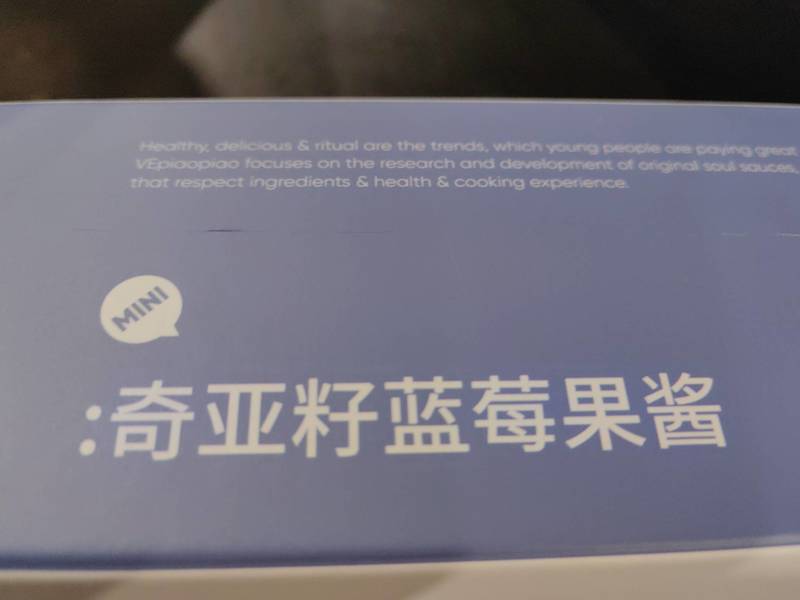 Healthy, delicious & ritual are the trends, which young people are paying great
VEpiaopiao focuses on the research and development of original soul sauces,
that respect ingredients & health & cooking experience.
MINI
:奇亚籽蓝莓果酱